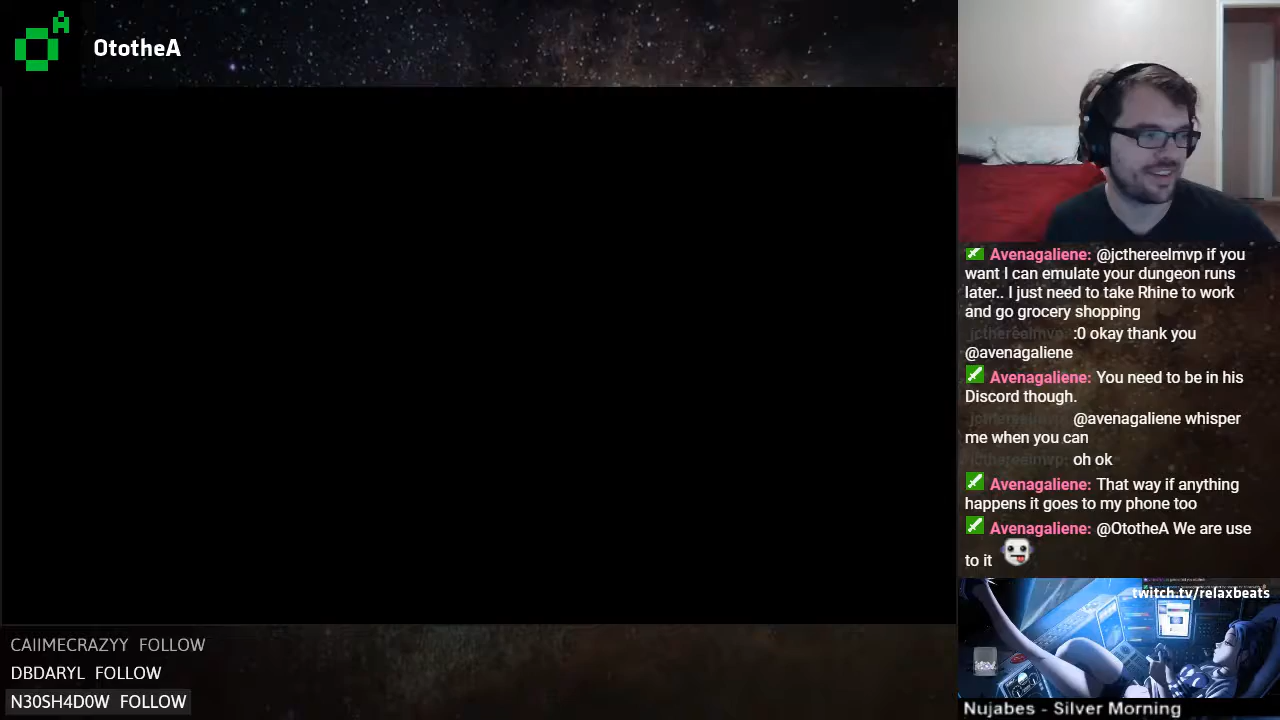 OtotheA
Avenagaliene: @jcthereelmvp if you
want I can emulate your dungeon runs
later.. I just need to take Rhine to work
and go grocery shopping
jcthereelmvp: :0 okay thank you
@avenagaliene
Avenagaliene: You need to be in his
Discord though.
jcthereelmvp: @avenagaliene whisper
me when you can
jcthereelmvp: oh ok
Avenagaliene: That way if anything
happens it goes to my phone too
Avenagaliene: @OtotheA We are use
to it
twitch.tv/relaxbeats
Nujabes - Silver Morning
CAIIMECRAZYY FOLLOW
DBDARYL FOLLOW
N30SH4D0W FOLLOW